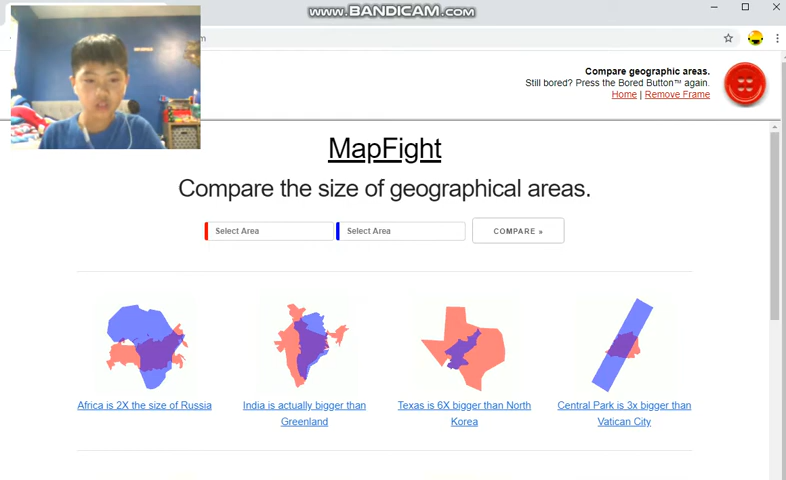 www.BANDICAM.com
m
Compare geographic areas.
Still bored? Press the Bored Button™ again.
Home | Remove Frame
MapFight
Compare the size of geographical areas.
Select Area
Select Area
COMPARE »
Africa is 2X the size of Russia
India is actually bigger than
Greenland
Texas is 6X bigger than North
Korea
Central Park is 3x bigger than
Vatican City